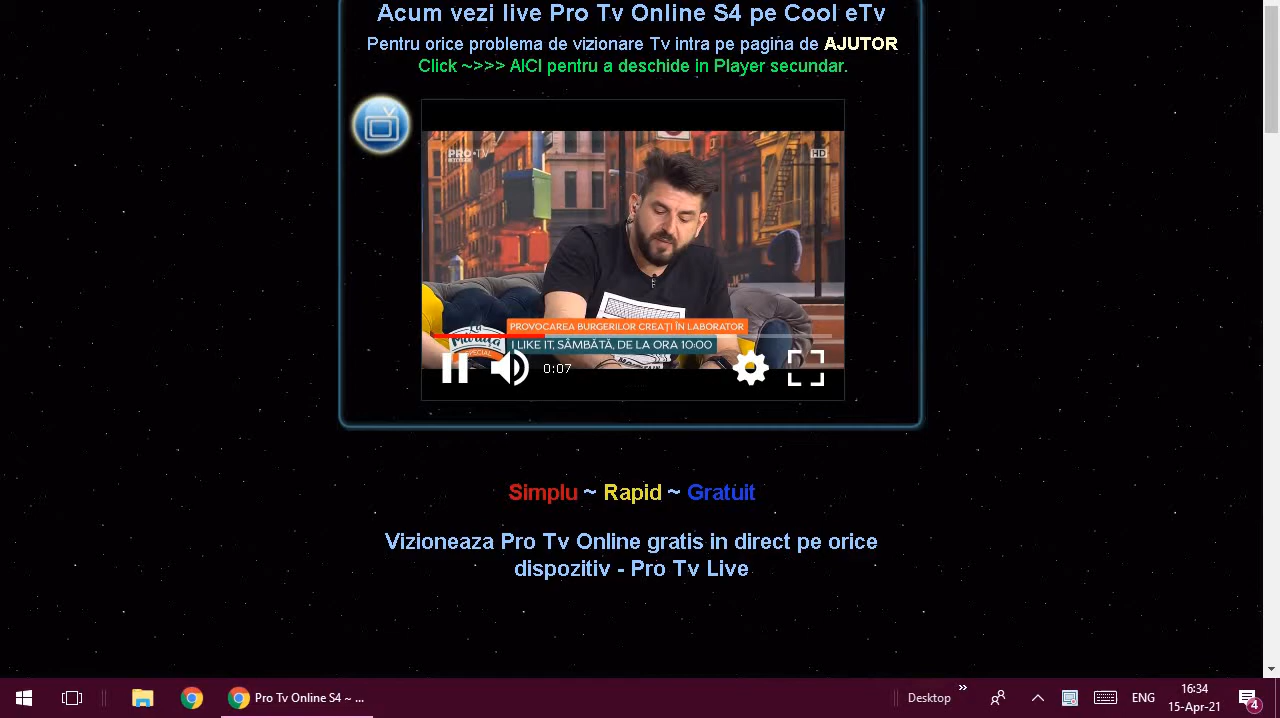 Acum vezi live Pro Tv Online S4 pe Cool eTv
Pentru orice problema de vizionare Tv intra pe pagina de AJUTOR
Click ~>>> AICI pentru a deschide in Player secundar.
PRO•TV
HD
PROVOCAREA BURGERILOR CREAȚI ÎN LABORATOR
I LIKE IT, SÂMBĂTĂ, DE LA ORA 10:00
SPECIAL
0:07
Simplu ~ Rapid ~ Gratuit
Vizioneaza Pro Tv Online gratis in direct pe orice
dispozitiv - Pro Tv Live
Pro Tv Online S4 ~ ...
Desktop
ENG
16:34
15-Apr-21
4